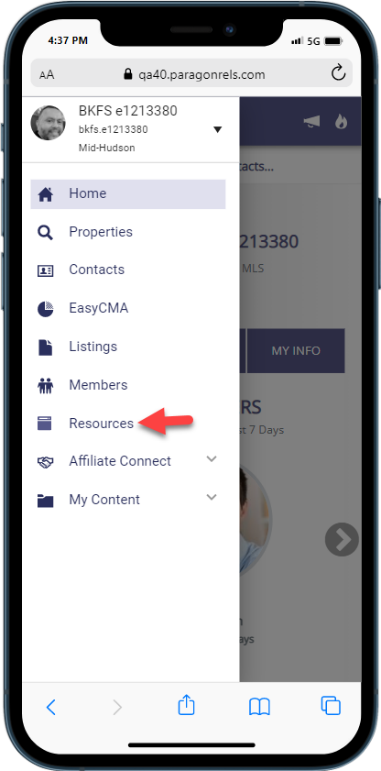 4:37 PM
5G
AA
qa40.paragonrels.com
BKFS e1213380
bkfs.e1213380
Mid-Hudson
Home
Properties
Contacts
EasyCMA
Listings
Members
Resources
Affiliate Connect
My Content
tacts...
213380
MLS
MY INFO
RS
st 7 Days
ays